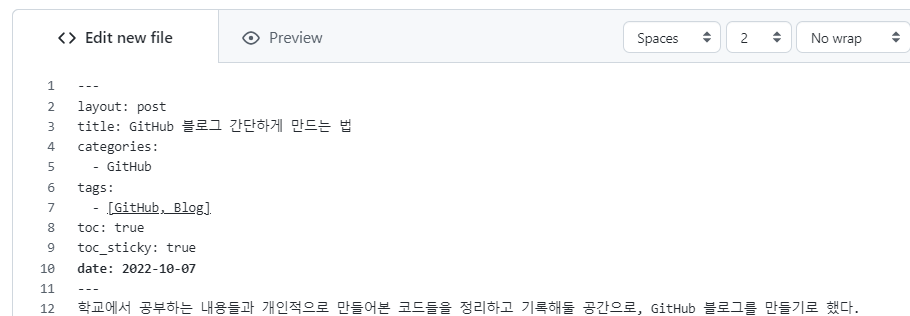 Edit new file Preview Spaces 2 No wrap
1 ---
2 layout: post
3 title: GitHub 블로그 간단하게 만드는 법
4 categories:
5   - GitHub
6 tags:
7   - [GitHub, Blog]
8 toc: true
9 toc_sticky: true
10 date: 2022-10-07
11 ---
12 학교에서 공부하는 내용들과 개인적으로 만들어본 코드들을 정리하고 기록해둘 공간으로, GitHub 블로그를 만들기로 했다.